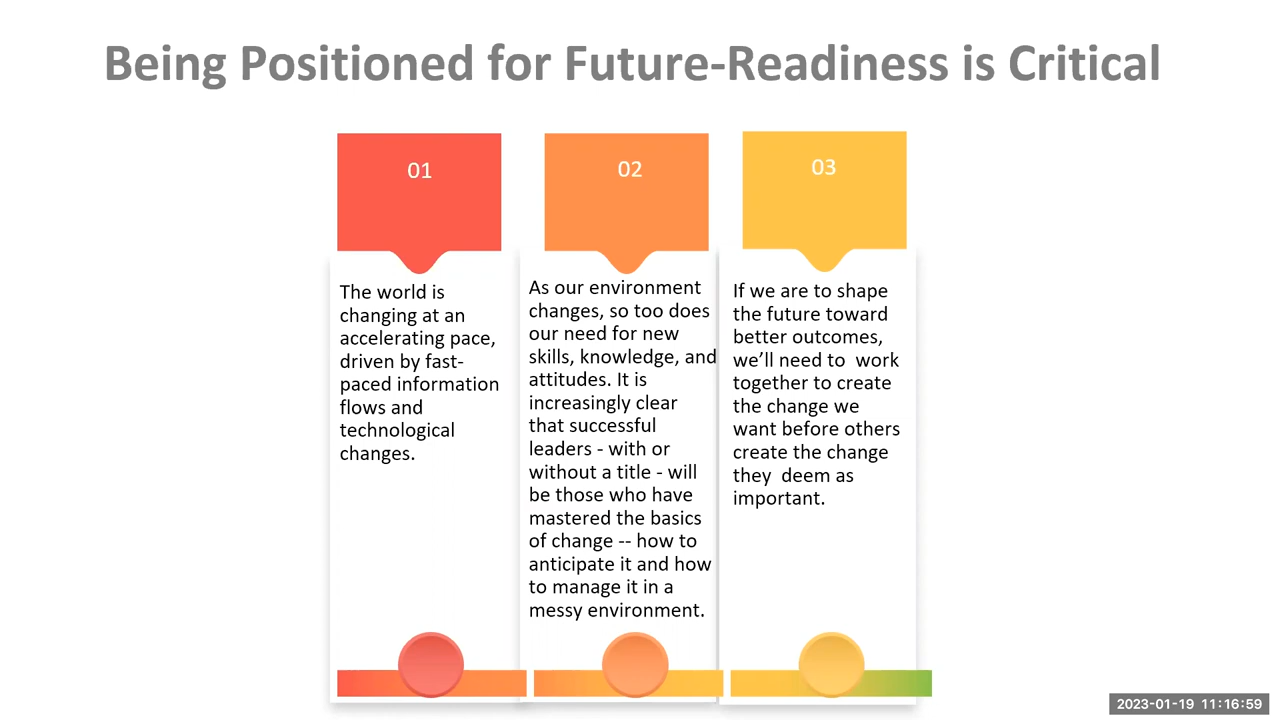 Being Positioned for Future-Readiness is Critical
01
The world is
changing at an
accelerating pace,
driven by fast-
paced information
flows and
technological
changes.
02
As our environment
changes, so too does
our need for new
skills, knowledge, and
attitudes. It is
increasingly clear
that successful
leaders - with or
without a title - will
be those who have
mastered the basics
of change -- how to
anticipate it and how
to manage it in a
messy environment.
03
If we are to shape
the future toward
better outcomes,
we’ll need to  work
together to create
the change we
want before others
create the change
they  deem as
important.
2023-01-19  11:16:59